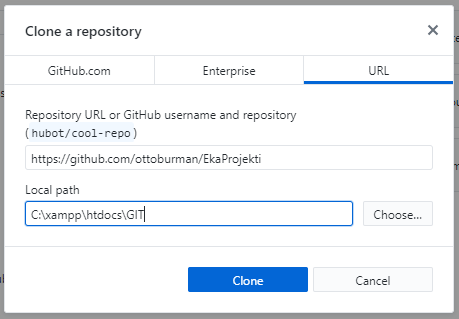 Clone a repository
GitHub.com Enterprise URL
Repository URL or GitHub username and repository
(hubot/cool-repo)
https://github.com/ottoburman/EkaProjekti
Local path
C:\xampp\htdocs\GIT Choose...
Clone Cancel